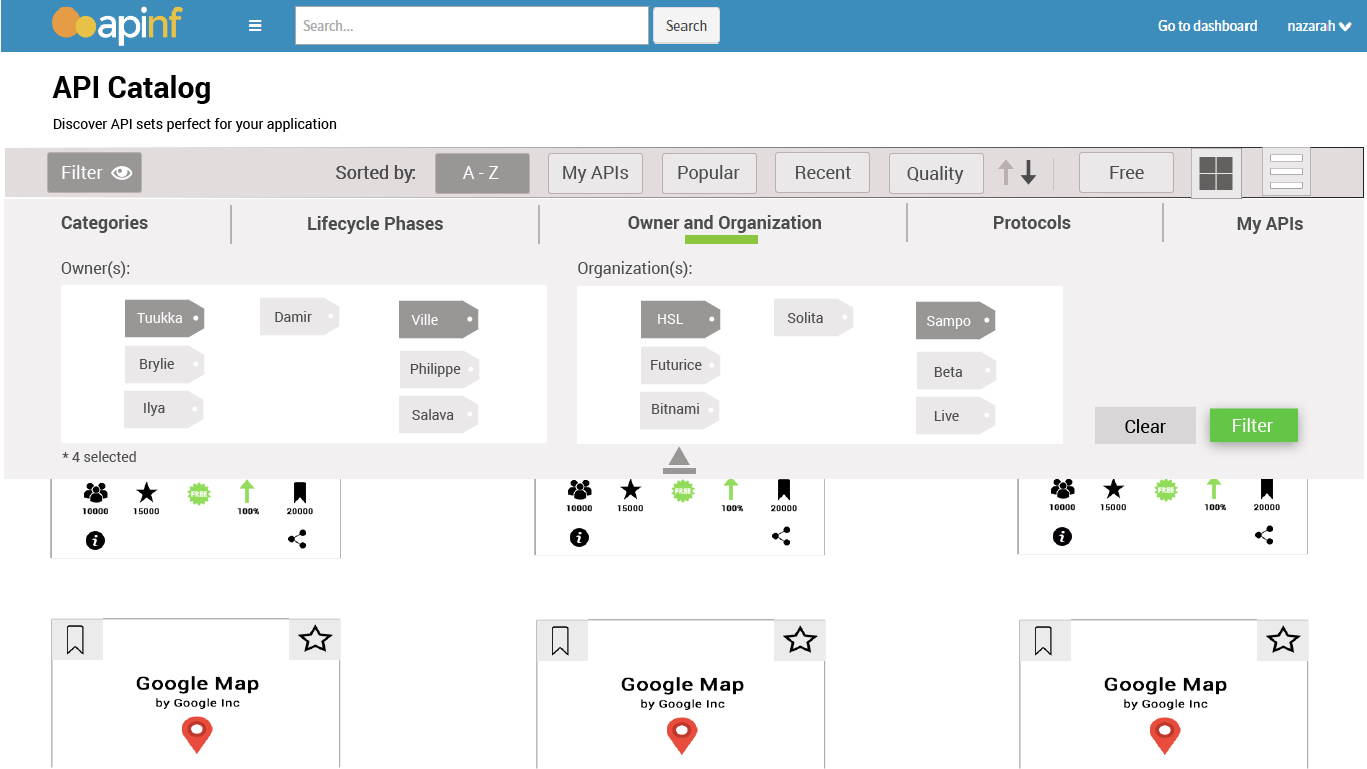 apinf
Search...
Search
Go to dashboard
nazarah
API Catalog
Discover API sets perfect for your application
Filter
Sorted by:
A - Z
My APIs
Popular
Recent
Quality
Free
Categories
Lifecycle Phases
Owner and Organization
Protocols
My APIs
Owner(s):
Organization(s):
Tuukka
Damir
Ville
Brylie
Philippe
Ilya
Salava
HSL
Solita
Sampo
Futurice
Beta
Bitnami
Live
Clear
Filter
* 4 selected
FREE
10000 15000 100% 20000
FREE
10000 15000 100% 20000
FREE
10000 15000 100% 20000
Google Map
by Google Inc
Google Map
by Google Inc
Google Map
by Google Inc